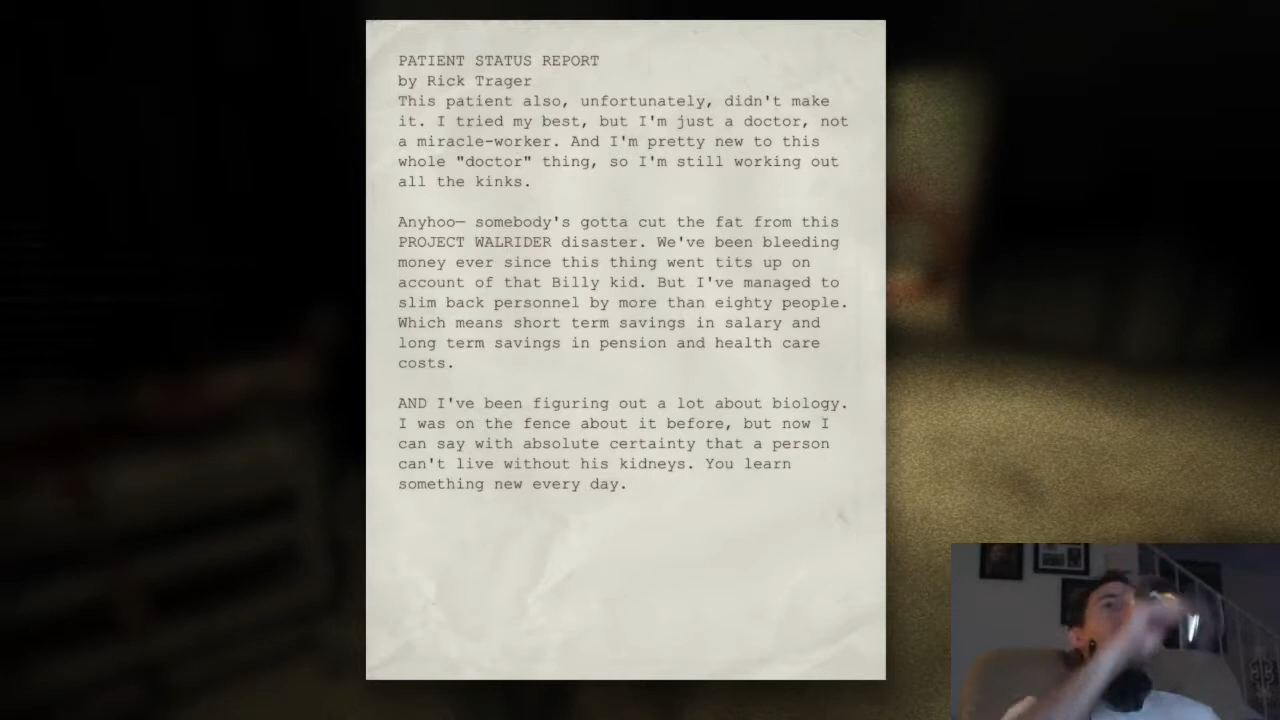 PATIENT STATUS REPORT
by Rick Trager
This patient also, unfortunately, didn't make
it. I tried my best, but I'm just a doctor, not
a miracle-worker. And I'm pretty new to this
whole "doctor" thing, so I'm still working out
all the kinks.
Anyhoo— somebody's gotta cut the fat from this
PROJECT WALRIDER disaster. We've been bleeding
money ever since this thing went tits up on
account of that Billy kid. But I've managed to
slim back personnel by more than eighty people.
Which means short term savings in salary and
long term savings in pension and health care
costs.
AND I've been figuring out a lot about biology.
I was on the fence about it before, but now I
can say with absolute certainty that a person
can't live without his kidneys. You learn
something new every day.